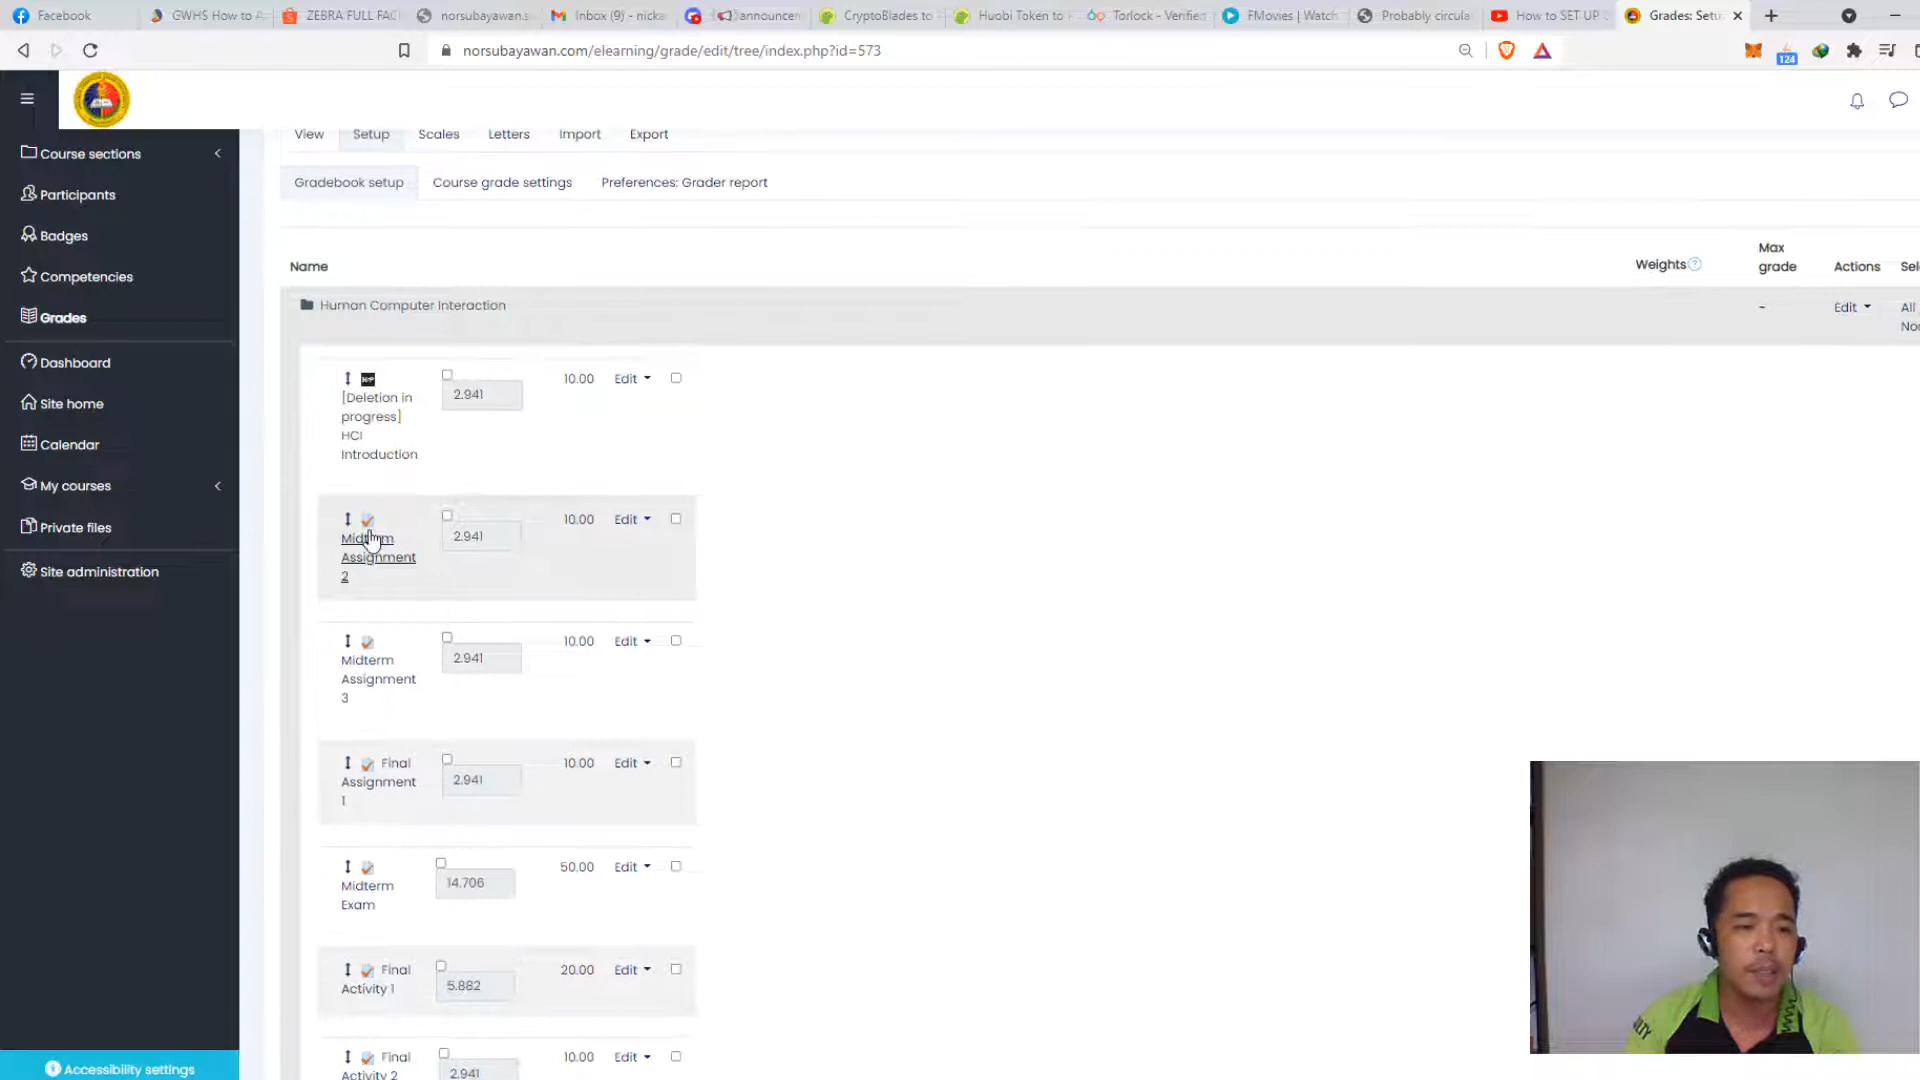 Facebook
GWHS How to A
ZEBRA FULL FAC
norsubayawan.s
Inbox (9) - nicka
announcem
CryptoBlades to
Huobi Token to
Torlock - Verifie
FMovies | Watch
Probably circula
How to SET UP
Grades: Setu
norsubayawan.com/elearning/grade/edit/tree/index.php?id=573
124
Course sections
Participants
Badges
Competencies
Grades
Dashboard
Site home
Calendar
My courses
Private files
Site administration
Accessibility settings
View Setup Scales Letters Import Export
Gradebook setup Course grade settings Preferences: Grader report
Name Weights Max grade Actions Sel
Human Computer Interaction - Edit All
Non
[Deletion in progress] HCI Introduction 2.941 10.00 Edit
Midterm Assignment 2 2.941 10.00 Edit
Midterm Assignment 3 2.941 10.00 Edit
Final Assignment 1 2.941 10.00 Edit
Midterm Exam 14.706 50.00 Edit
Final Activity 1 5.882 20.00 Edit
Final Activity 2 2.941 10.00 Edit